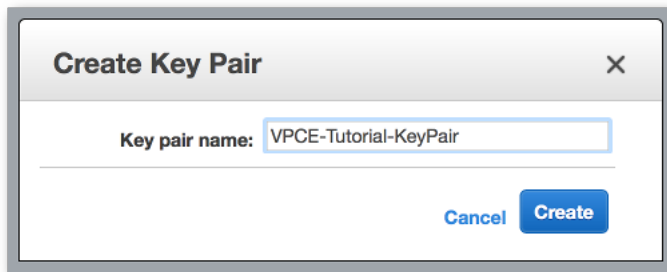 Create Key Pair ×
Key pair name: VPCE-Tutorial-KeyPair
Cancel Create